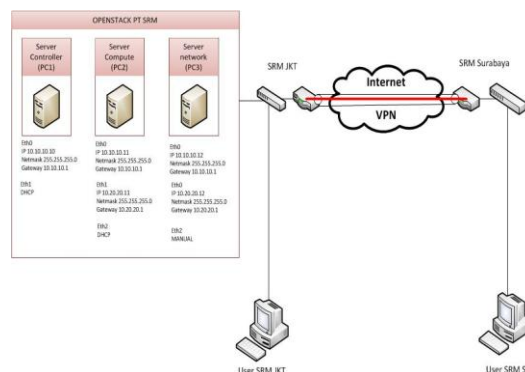 OPENSTACK PT SRM
Server
Controller
(PC1)
Server
Compute
(PC2)
Server
network
(PC3)
Eth0
IP 10.10.10.10
Netmask 255.255.255.0
Gateway 10.10.10.1
Eth1
DHCP
Eth0
IP 10.10.10.11
Netmask 255.255.255.0
Gateway 10.10.10.1
Eth1
IP 10.20.20.11
Netmask 255.255.255.0
Gateway 10.20.20.1
Eth2
DHCP
Eth0
IP 10.10.10.12
Netmask 255.255.255.0
Gateway 10.10.10.1
Eth0
IP 10.20.20.12
Netmask 255.255.255.0
Gateway 10.20.20.1
Eth2
MANUAL
SRM JKT
Internet
VPN
SRM Surabaya
User SRM JKT
User SRM S